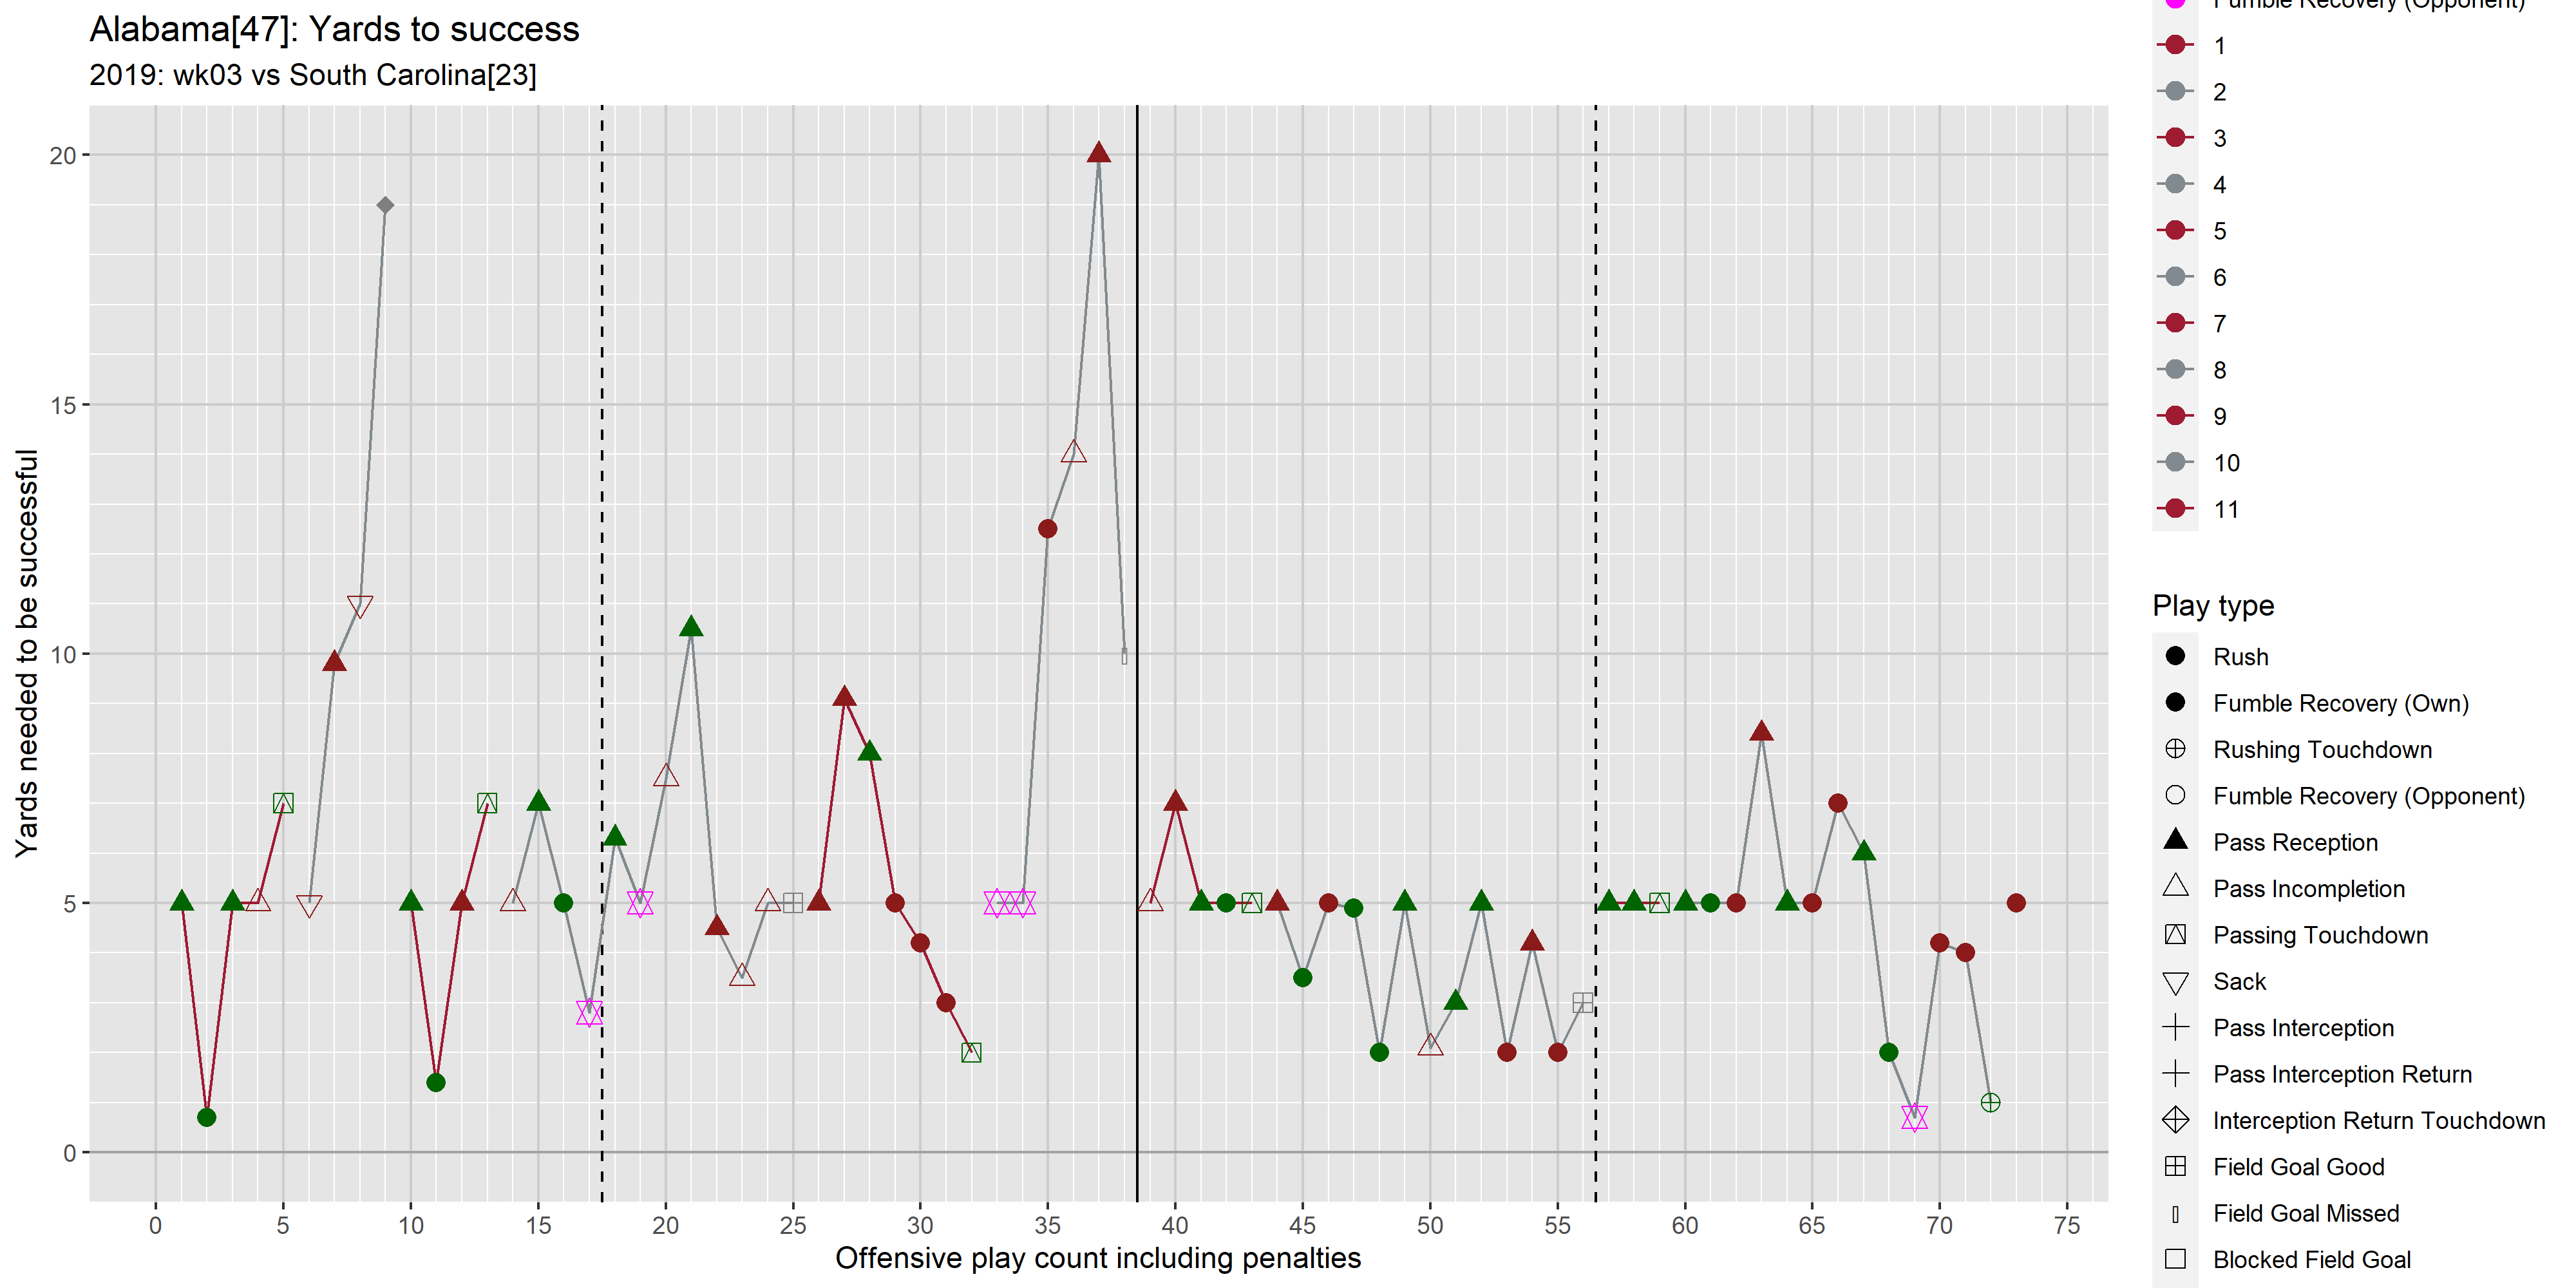 Alabama[47]: Yards to success
2019: wk03 vs South Carolina[23]
Yards needed to be successful
20
15
10
5
0
0 5 10 15 20 25 30 35 40 45 50 55 60 65 70 75
Offensive play count including penalties
Fumble Recovery (Opponent)
1
2
3
4
5
6
7
8
9
10
11
Play type
Rush
Fumble Recovery (Own)
Rushing Touchdown
Fumble Recovery (Opponent)
Pass Reception
Pass Incompletion
Passing Touchdown
Sack
Pass Interception
Pass Interception Return
Interception Return Touchdown
Field Goal Good
Field Goal Missed
Blocked Field Goal